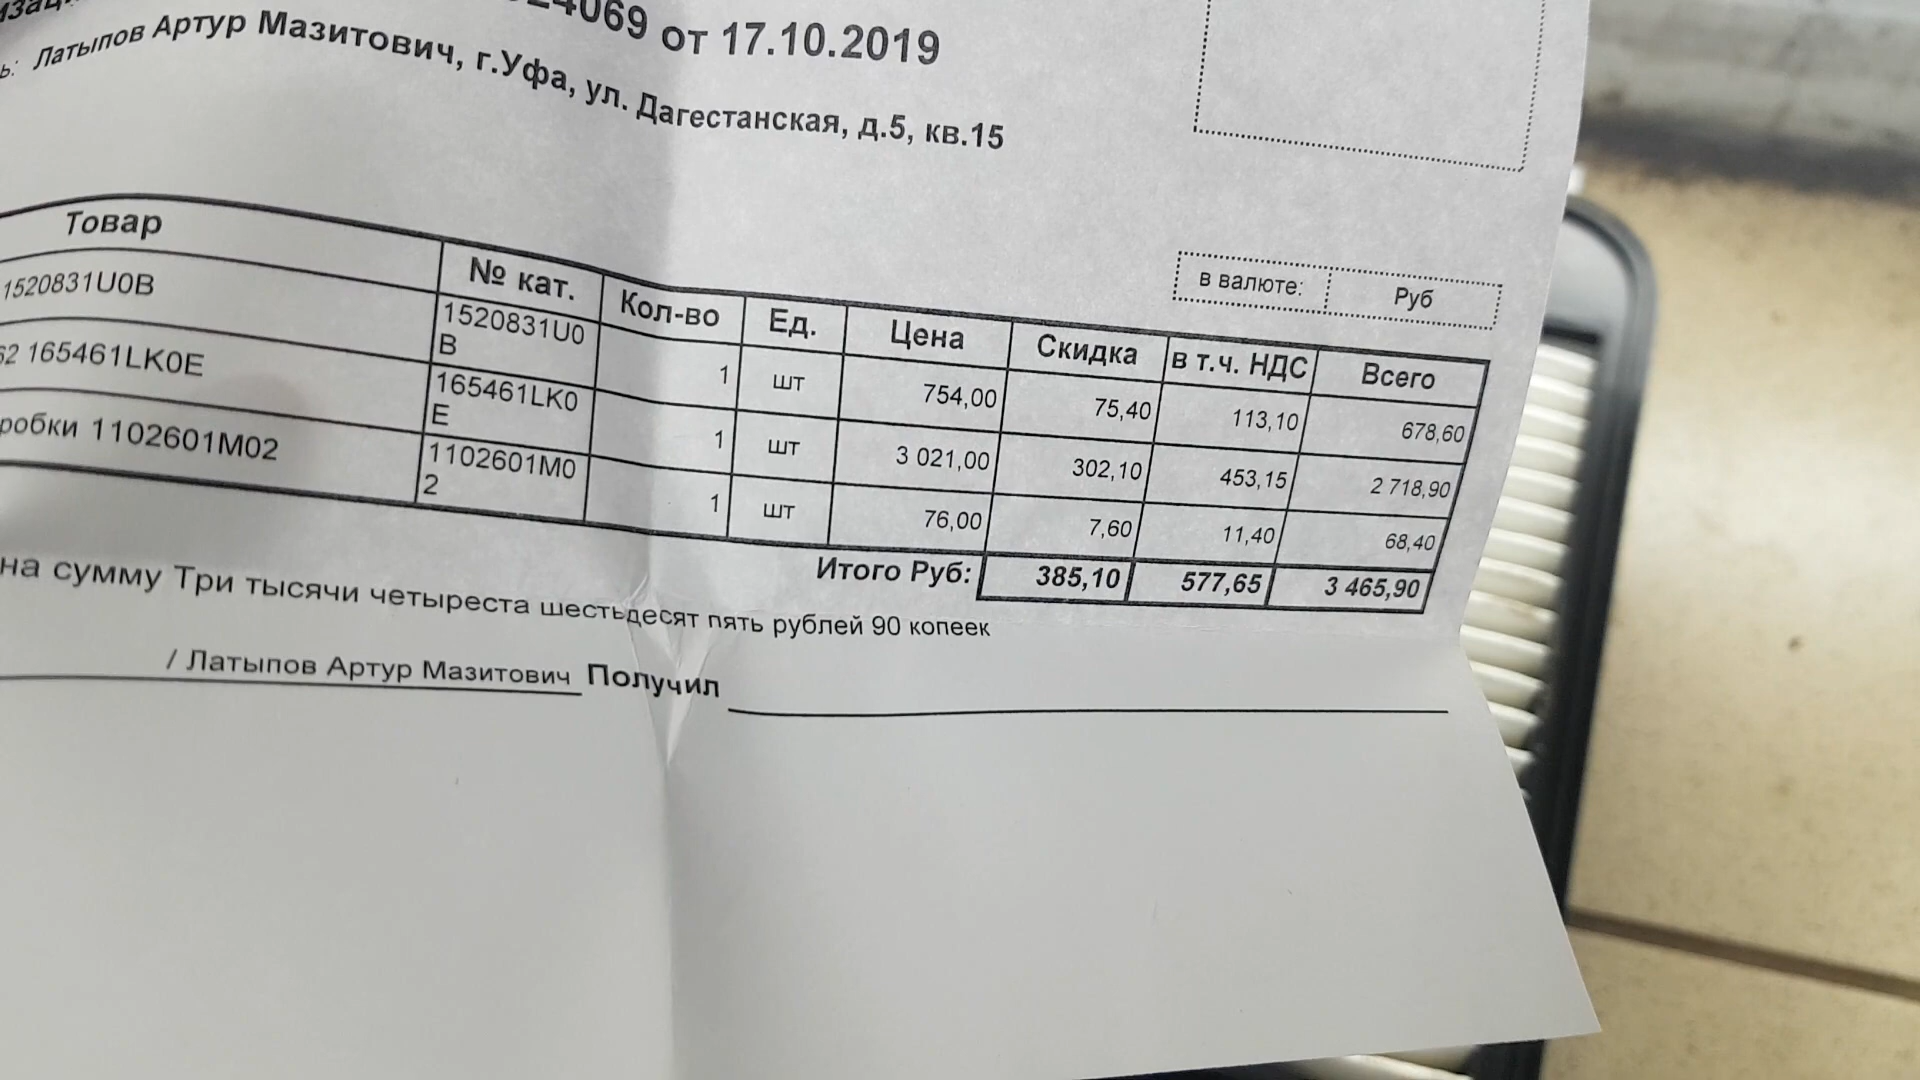 24069 от 17.10.2019
Латыпов Артур Мазитович, г.Уфа, ул. Дагестанская, д.5, кв.15
в валюте: Руб
Товар № кат. Кол-во Ед. Цена Скидка в т.ч. НДС Всего
1520831U0B 1520831U0 1 шт 754,00 75,40 113,10 678,60
B
165461LK0E 165461LK0 1 шт 3 021,00 302,10 453,15 2 718,90
E
1102601M02 1102601M0 1 шт 76,00 7,60 11,40 68,40
2
Итого Руб: 385,10 577,65 3 465,90
на сумму Три тысячи четыреста шестьдесят пять рублей 90 копеек
/ Латыпов Артур Мазитович Получил